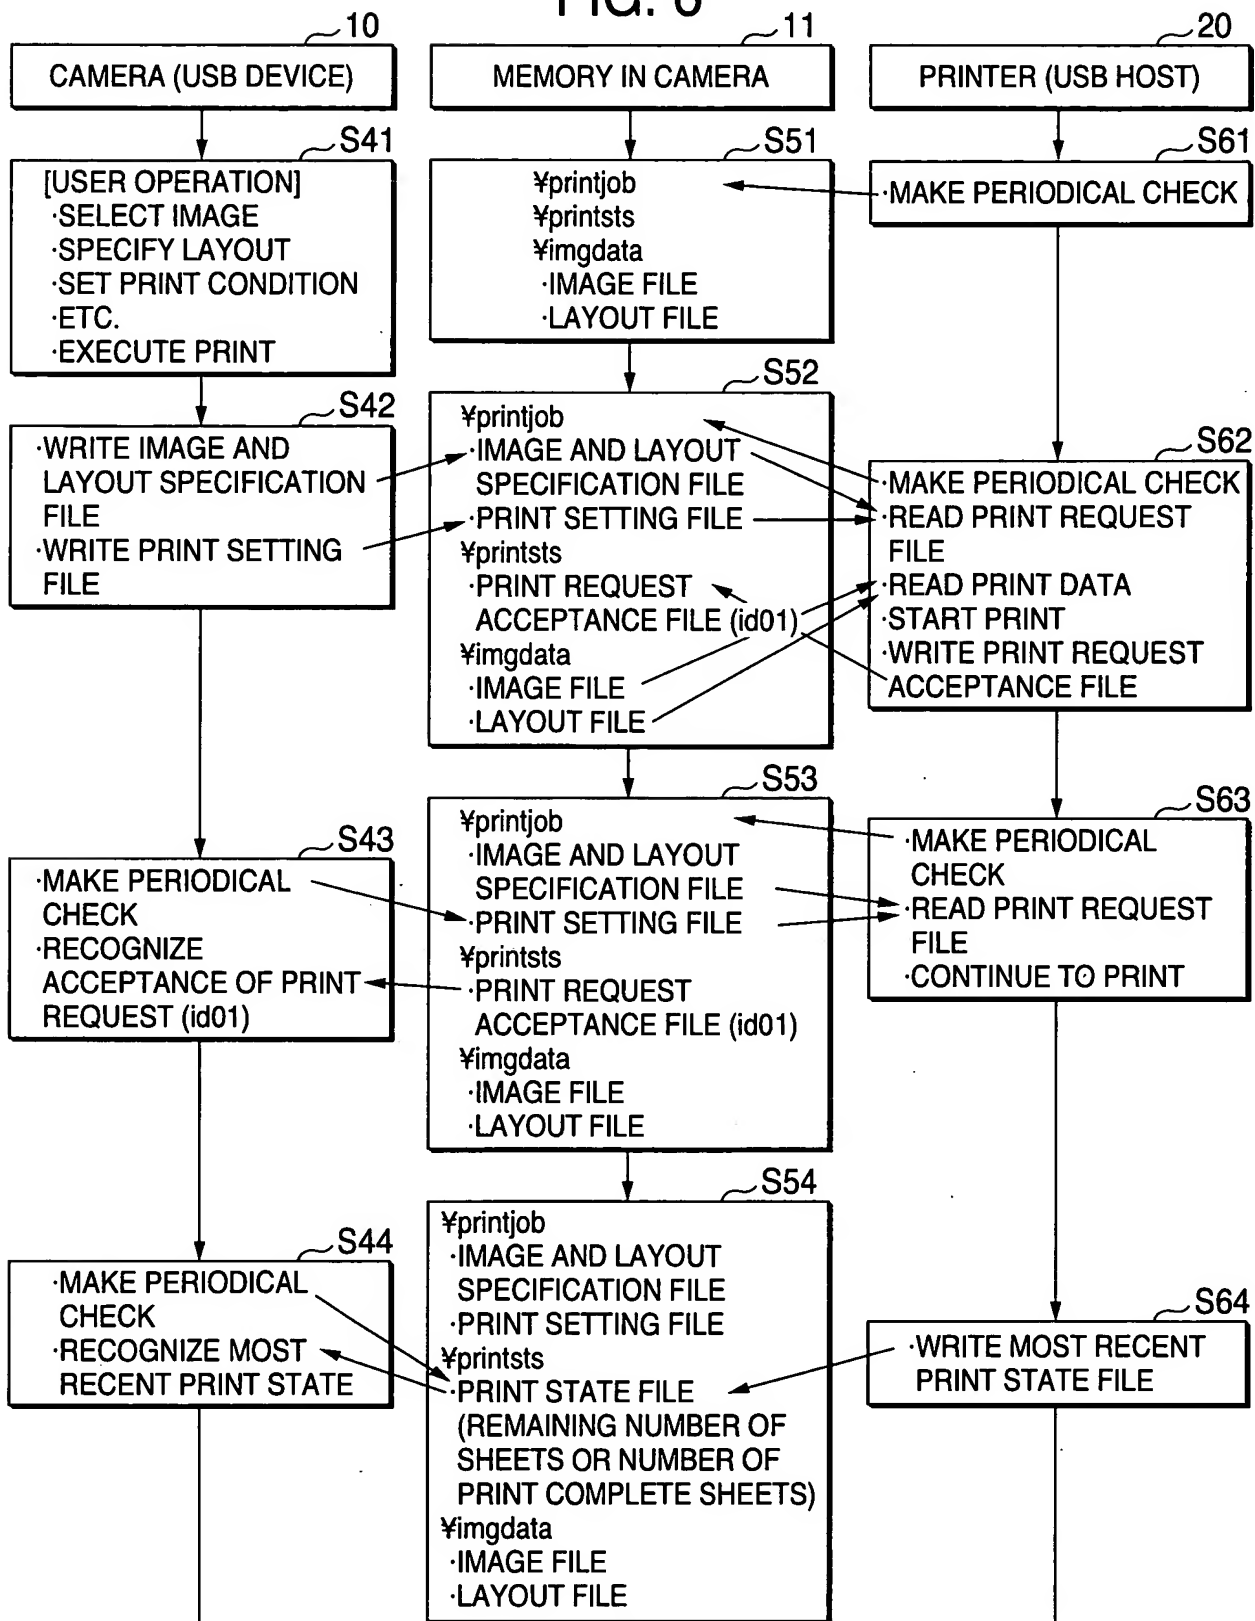 FIG. 6
10
CAMERA (USB DEVICE)
S41
[USER OPERATION]
·SELECT IMAGE
·SPECIFY LAYOUT
·SET PRINT CONDITION
·ETC.
·EXECUTE PRINT
S42
·WRITE IMAGE AND
LAYOUT SPECIFICATION
FILE
·WRITE PRINT SETTING
FILE
S43
·MAKE PERIODICAL
CHECK
·RECOGNIZE
ACCEPTANCE OF PRINT
REQUEST (id01)
S44
·MAKE PERIODICAL
CHECK
·RECOGNIZE MOST
RECENT PRINT STATE
11
MEMORY IN CAMERA
S51
¥printjob
¥printsts
¥imgdata
·IMAGE FILE
·LAYOUT FILE
S52
¥printjob
·IMAGE AND LAYOUT
SPECIFICATION FILE
·PRINT SETTING FILE
¥printsts
·PRINT REQUEST
ACCEPTANCE FILE (id01)
¥imgdata
·IMAGE FILE
·LAYOUT FILE
S53
¥printjob
·IMAGE AND LAYOUT
SPECIFICATION FILE
·PRINT SETTING FILE
¥printsts
·PRINT REQUEST
ACCEPTANCE FILE (id01)
¥imgdata
·IMAGE FILE
·LAYOUT FILE
S54
¥printjob
·IMAGE AND LAYOUT
SPECIFICATION FILE
·PRINT SETTING FILE
¥printsts
·PRINT STATE FILE
(REMAINING NUMBER OF
SHEETS OR NUMBER OF
PRINT COMPLETE SHEETS)
¥imgdata
·IMAGE FILE
·LAYOUT FILE
20
PRINTER (USB HOST)
S61
·MAKE PERIODICAL CHECK
S62
·MAKE PERIODICAL CHECK
·READ PRINT REQUEST
FILE
·READ PRINT DATA
·START PRINT
·WRITE PRINT REQUEST
ACCEPTANCE FILE
S63
·MAKE PERIODICAL
CHECK
·READ PRINT REQUEST
FILE
·CONTINUE TO PRINT
S64
·WRITE MOST RECENT
PRINT STATE FILE